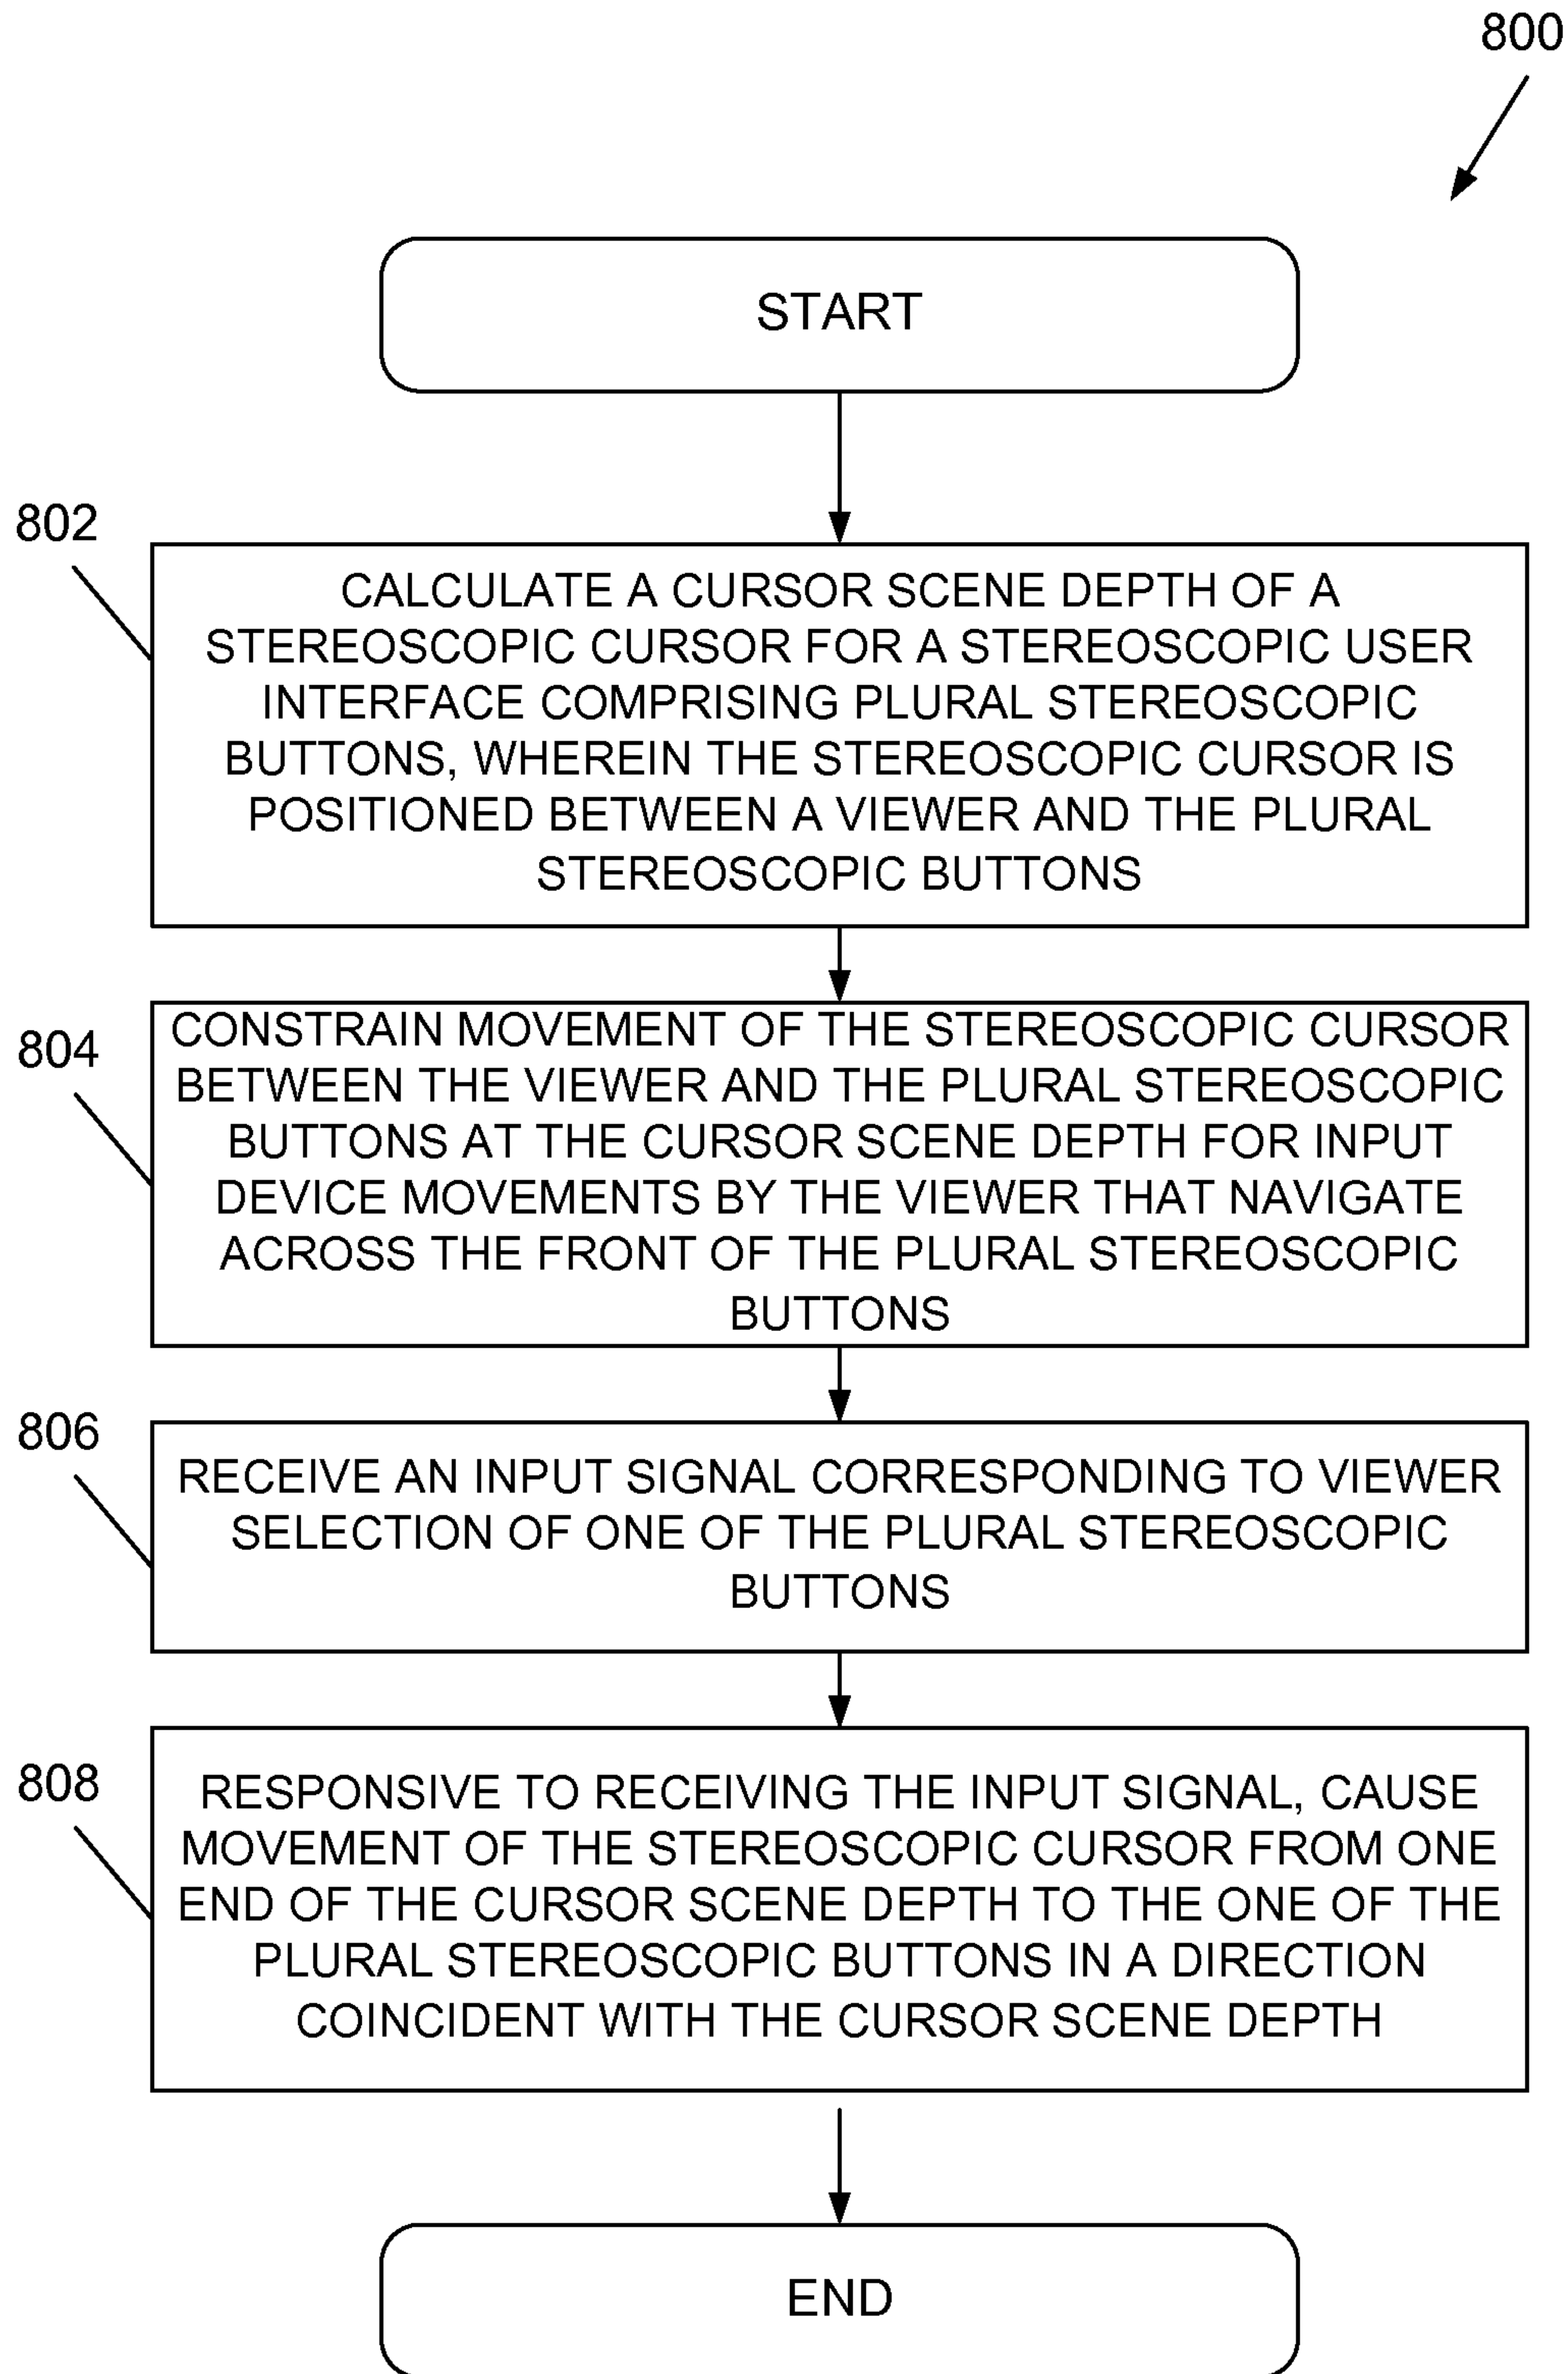 800
START
802
CALCULATE A CURSOR SCENE DEPTH OF A
STEREOSCOPIC CURSOR FOR A STEREOSCOPIC USER
INTERFACE COMPRISING PLURAL STEREOSCOPIC
BUTTONS, WHEREIN THE STEREOSCOPIC CURSOR IS
POSITIONED BETWEEN A VIEWER AND THE PLURAL
STEREOSCOPIC BUTTONS
804
CONSTRAIN MOVEMENT OF THE STEREOSCOPIC CURSOR
BETWEEN THE VIEWER AND THE PLURAL STEREOSCOPIC
BUTTONS AT THE CURSOR SCENE DEPTH FOR INPUT
DEVICE MOVEMENTS BY THE VIEWER THAT NAVIGATE
ACROSS THE FRONT OF THE PLURAL STEREOSCOPIC
BUTTONS
806
RECEIVE AN INPUT SIGNAL CORRESPONDING TO VIEWER
SELECTION OF ONE OF THE PLURAL STEREOSCOPIC
BUTTONS
808
RESPONSIVE TO RECEIVING THE INPUT SIGNAL, CAUSE
MOVEMENT OF THE STEREOSCOPIC CURSOR FROM ONE
END OF THE CURSOR SCENE DEPTH TO THE ONE OF THE
PLURAL STEREOSCOPIC BUTTONS IN A DIRECTION
COINCIDENT WITH THE CURSOR SCENE DEPTH
END